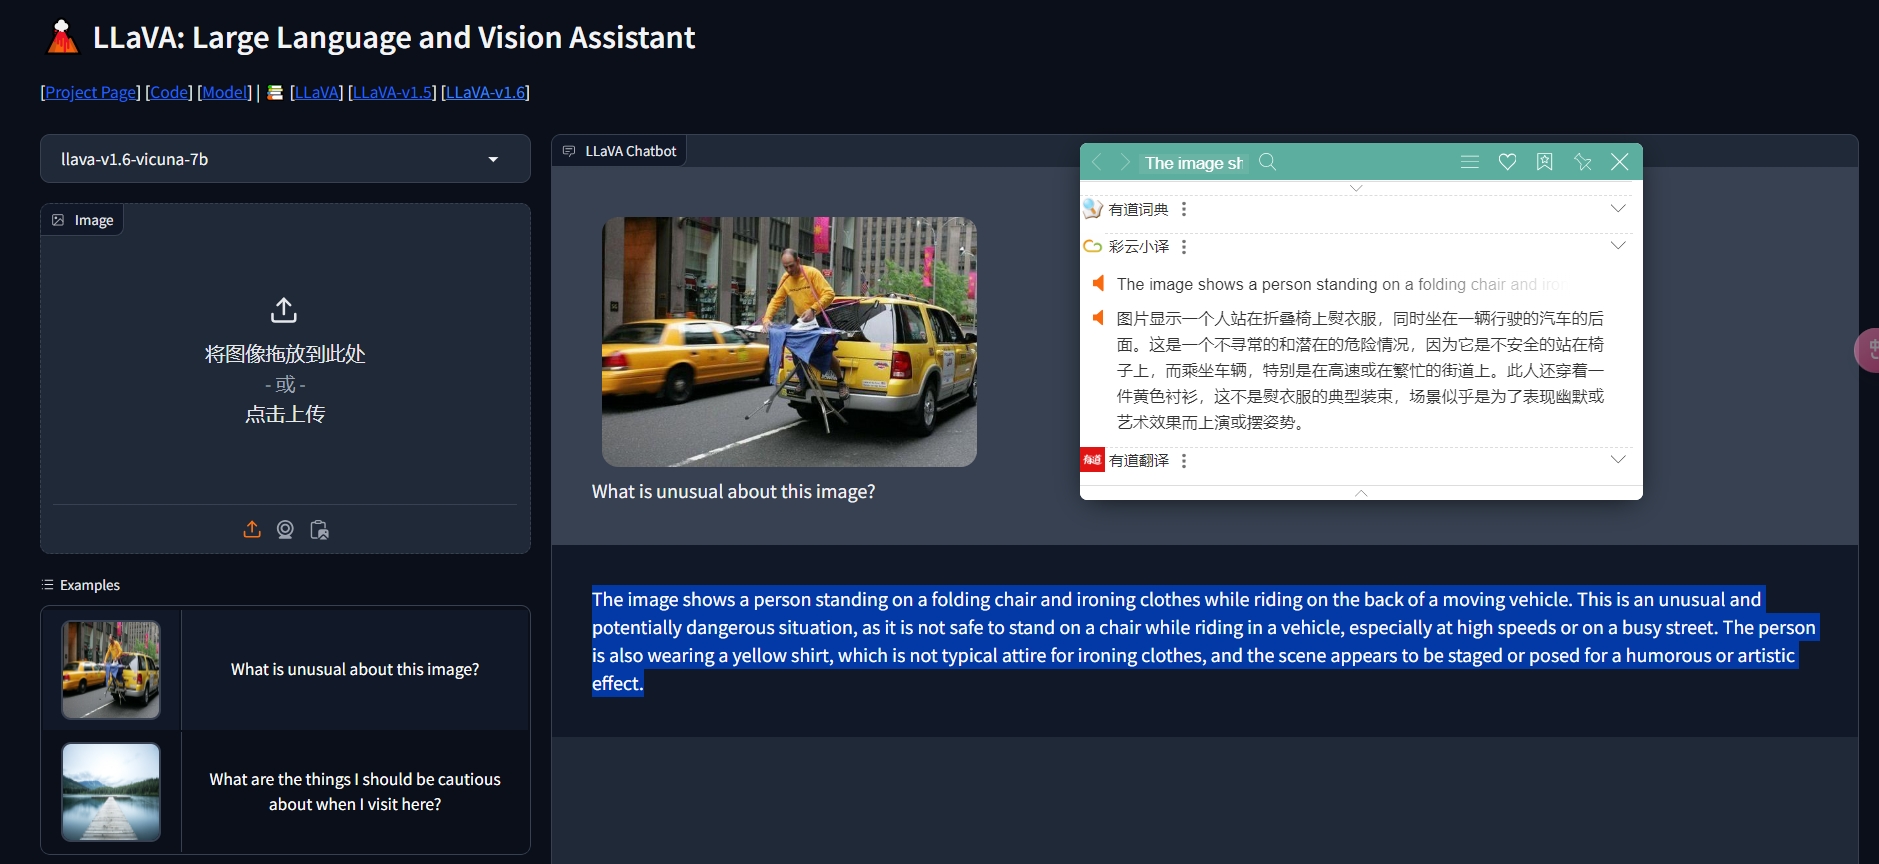 LLaVA: Large Language and Vision Assistant
[Project Page] [Code] [Model] | [LLaVA] [LLaVA-v1.5] [LLaVA-v1.6]
llava-v1.6-vicuna-7b
Image
将图像拖放到此处
- 或 -
点击上传
Examples
What is unusual about this image?
What are the things I should be cautious
about when I visit here?
LLaVA Chatbot
What is unusual about this image?
The image shows a person standing on a folding chair and ironing clothes while riding on the back of a moving vehicle. This is an unusual and
potentially dangerous situation, as it is not safe to stand on a chair while riding in a vehicle, especially at high speeds or on a busy street. The person
is also wearing a yellow shirt, which is not typical attire for ironing clothes, and the scene appears to be staged or posed for a humorous or artistic
effect.
The image sh
有道词典
彩云小译
The image shows a person standing on a folding chair and iron
图片显示一个人站在折叠椅上熨衣服，同时坐在一辆行驶的汽车的后
面。这是一个不寻常的和潜在的危险情况，因为它是不安全的站在椅
子上，而乘坐车辆，特别是在高速或在繁忙的街道上。此人还穿着一
件黄色衬衫，这不是熨衣服的典型装束，场景似乎是为了表现幽默或
艺术效果而上演或摆姿势。
有道
有道翻译